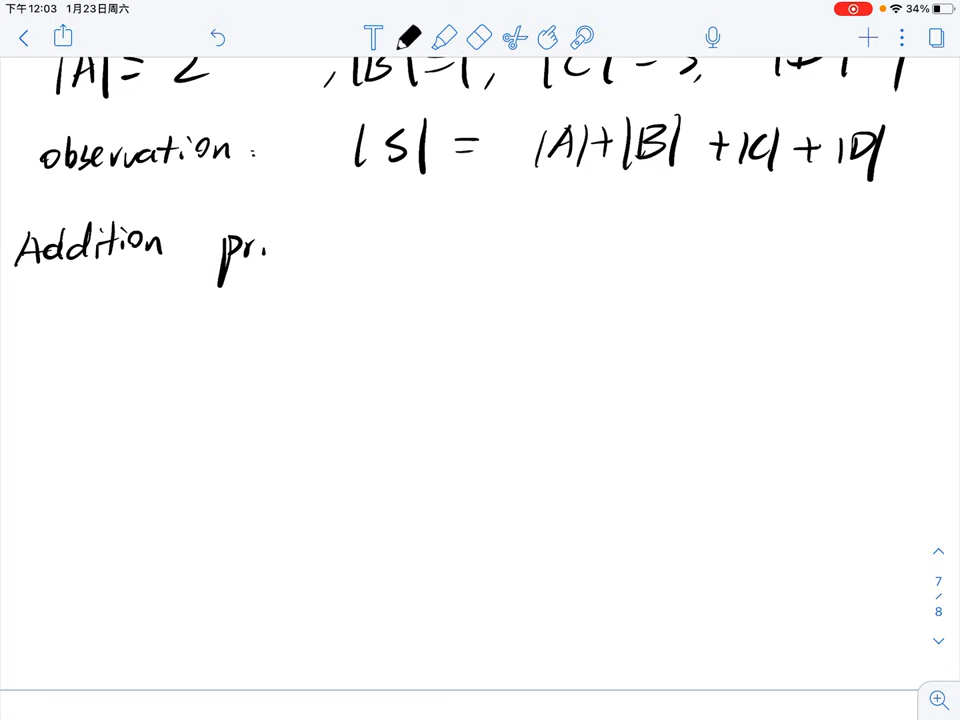 下午12:03 1月23日周六 34%
|A| = 2 , |B| = 1, |C| = 3,
observation: |S| = |A| + |B| + |C| + |D|
Addition pr.
7
/
8